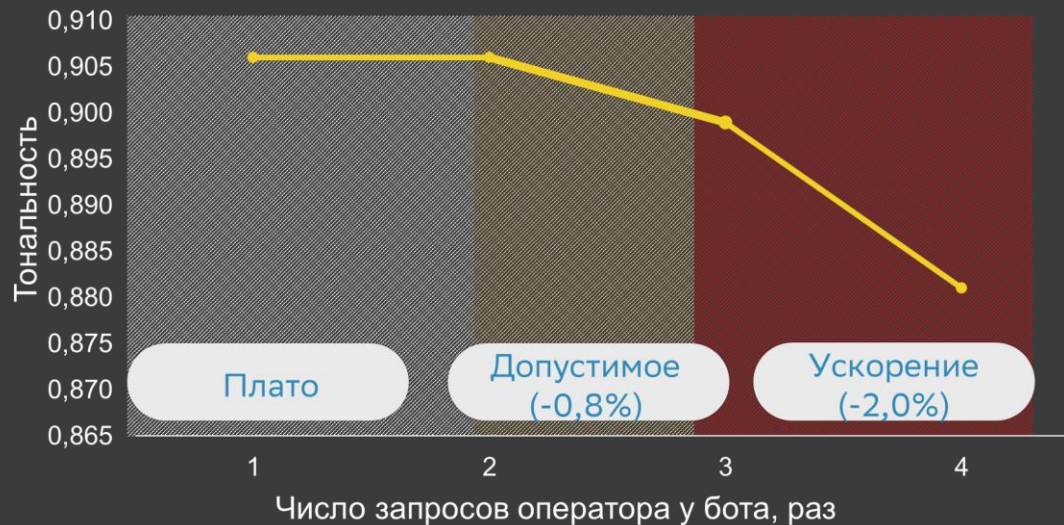 0,910
0,905
0,900
0,895
0,890
0,885
0,880
0,875
0,870
0,865
Тональность
Плато
Допустимое
(-0,8%)
Ускорение
(-2,0%)
1 2 3 4
Число запросов оператора у бота, раз